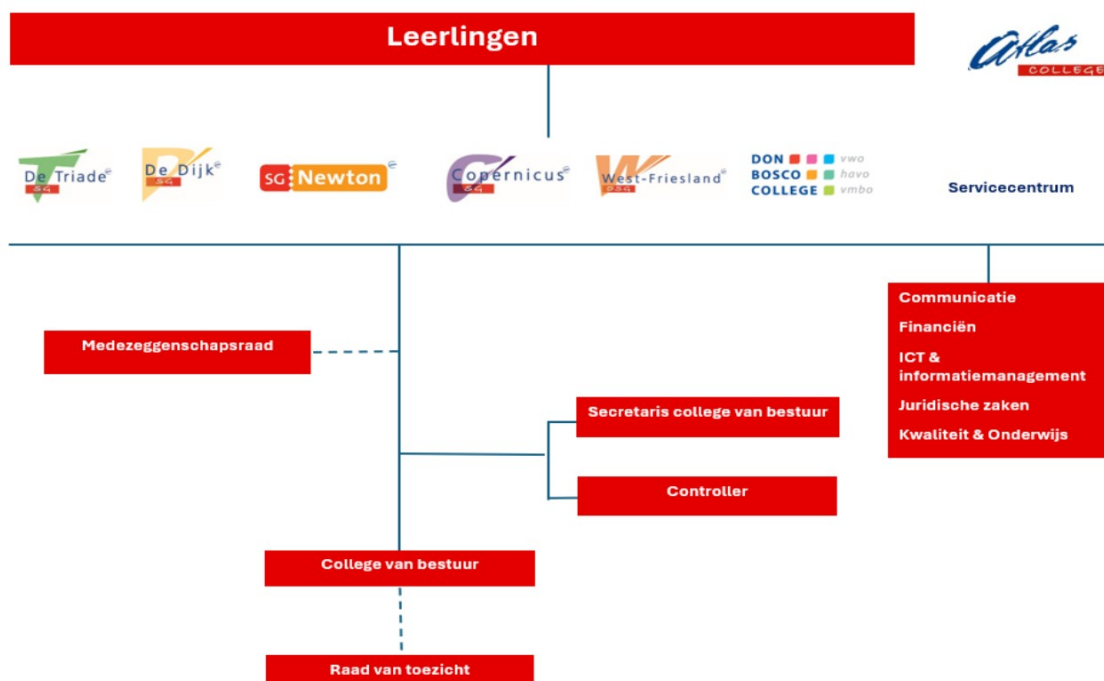 Leerlingen
Atlas
COLLEGE
De Triade
SG
De Dijk
SG
SG Newton
Copernicus
SG
West-Friesland
OSG
DON vwo
BOSCO havo
COLLEGE vmbo
Servicecentrum
Communicatie
Financiën
ICT &
informatiemanagement
Juridische zaken
Kwaliteit & Onderwijs
Medezeggenschapsraad
Secretaris college van bestuur
Controller
College van bestuur
Raad van toezicht